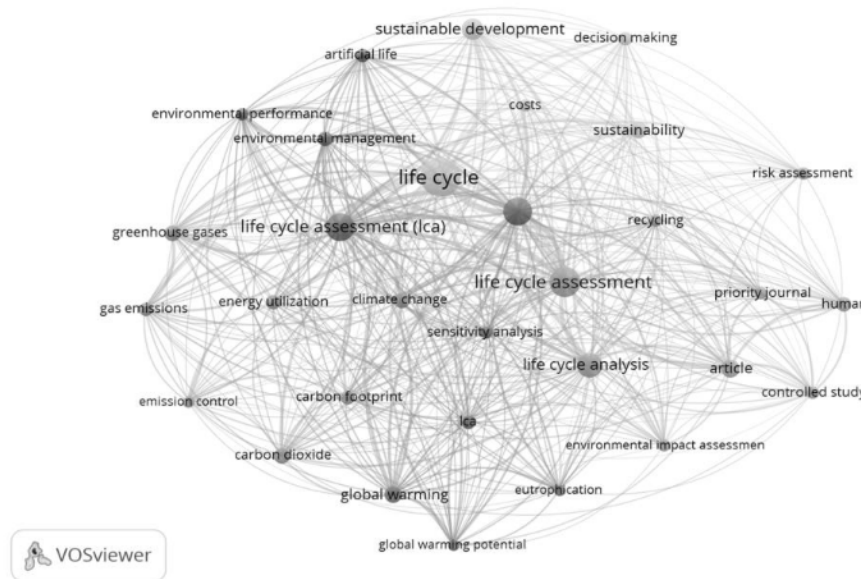 sustainable development
decision making
artificial life
costs
environmental performance
sustainability
environmental management
life cycle
risk assessment
life cycle assessment (lca)
recycling
greenhouse gases
life cycle assessment
priority journal
gas emissions
energy utilization
climate change
human
sensitivity analysis
life cycle analysis
article
carbon footprint
controlled study
emission control
lca
environmental impact assessmen
carbon dioxide
global warming
eutrophication
global warming potential
VOSviewer